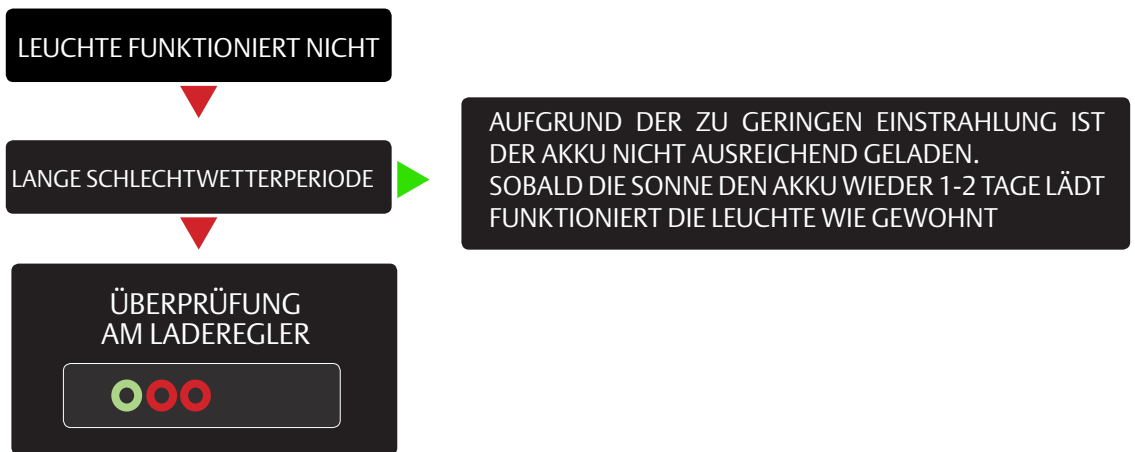 LEUCHTE FUNKTIONIERT NICHT
LANGE SCHLECHTWETTERPERIODE
AUFGRUND DER ZU GERINGEN EINSTRAHLUNG IST
DER AKKU NICHT AUSREICHEND GELADEN.
SOBALD DIE SONNE DEN AKKU WIEDER 1-2 TAGE LÄDT
FUNKTIONIERT DIE LEUCHTE WIE GEWOHNT
ÜBERPRÜFUNG
AM LADEREGLER